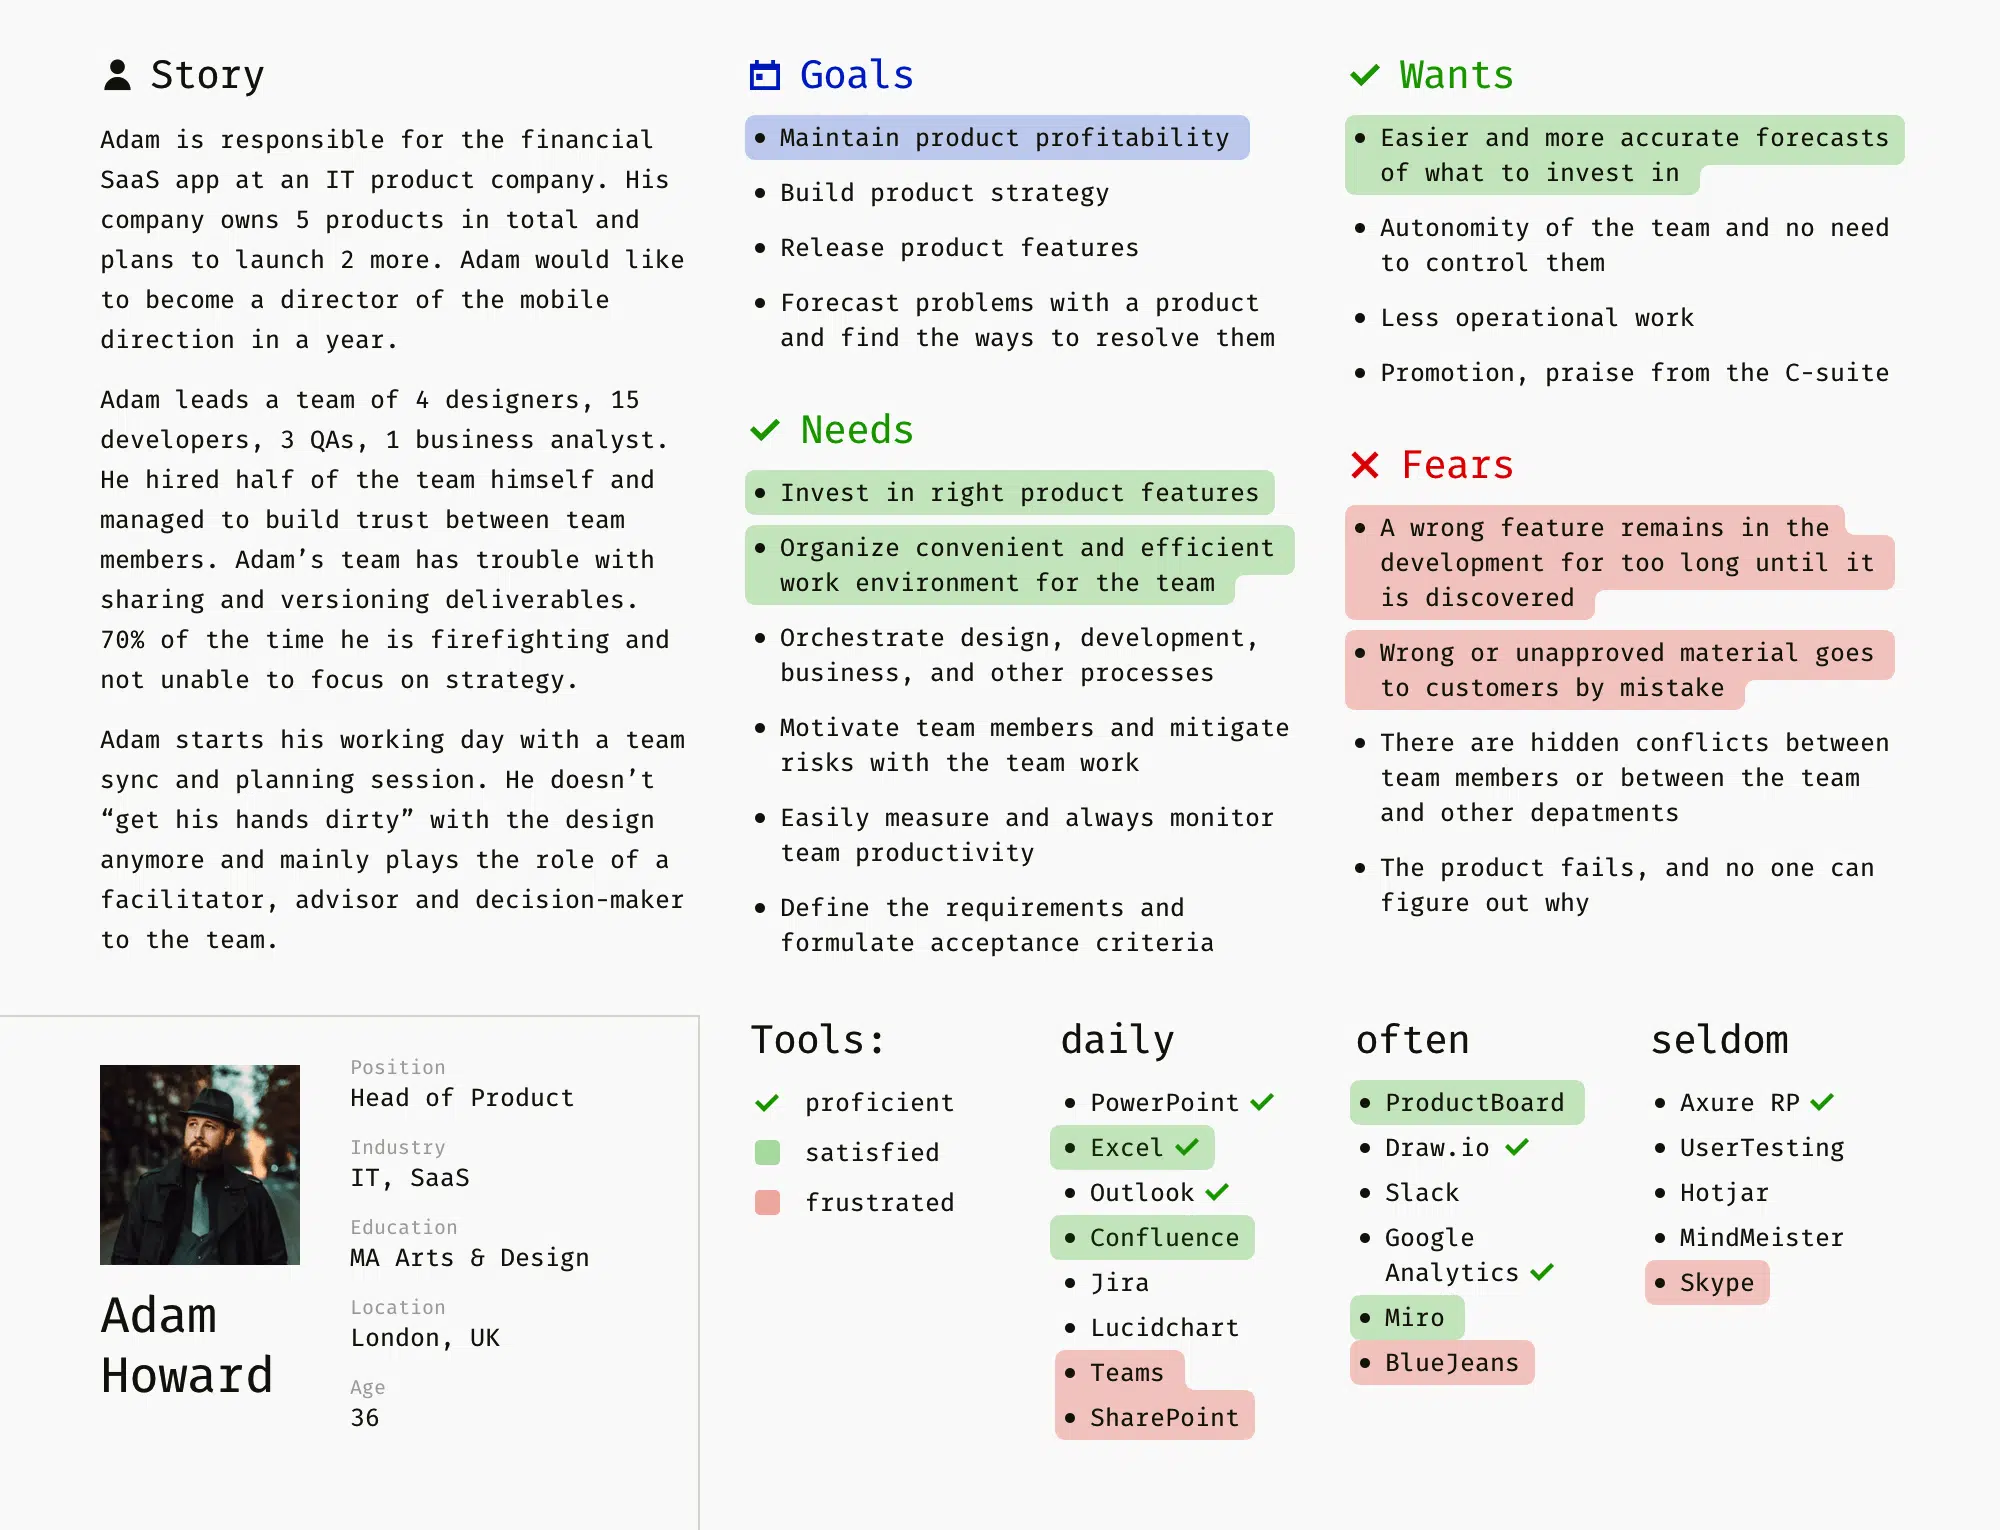 Story
Adam is responsible for the financial
SaaS app at an IT product company. His
company owns 5 products in total and
plans to launch 2 more. Adam would like
to become a director of the mobile
direction in a year.
Adam leads a team of 4 designers, 15
developers, 3 QAs, 1 business analyst.
He hired half of the team himself and
managed to build trust between team
members. Adam’s team has trouble with
sharing and versioning deliverables.
70% of the time he is firefighting and
not unable to focus on strategy.
Adam starts his working day with a team
sync and planning session. He doesn’t
“get his hands dirty” with the design
anymore and mainly plays the role of a
facilitator, advisor and decision-maker
to the team.
Goals
• Maintain product profitability
• Build product strategy
• Release product features
• Forecast problems with a product
and find the ways to resolve them
Needs
• Invest in right product features
• Organize convenient and efficient
work environment for the team
• Orchestrate design, development,
business, and other processes
• Motivate team members and mitigate
risks with the team work
• Easily measure and always monitor
team productivity
• Define the requirements and
formulate acceptance criteria
Wants
• Easier and more accurate forecasts
of what to invest in
• Autonomity of the team and no need
to control them
• Less operational work
• Promotion, praise from the C-suite
Fears
• A wrong feature remains in the
development for too long until it
is discovered
• Wrong or unapproved material goes
to customers by mistake
• There are hidden conflicts between
team members or between the team
and other depatments
• The product fails, and no one can
figure out why
Adam
Howard
Position
Head of Product
Industry
IT, SaaS
Education
MA Arts & Design
Location
London, UK
Age
36
Tools:
proficient
satisfied
frustrated
daily
• PowerPoint
• Excel
• Outlook
• Confluence
• Jira
• Lucidchart
• Teams
• SharePoint
often
• ProductBoard
• Draw.io
• Slack
• Google
Analytics
• Miro
• BlueJeans
seldom
• Axure RP
• UserTesting
• Hotjar
• MindMeister
• Skype